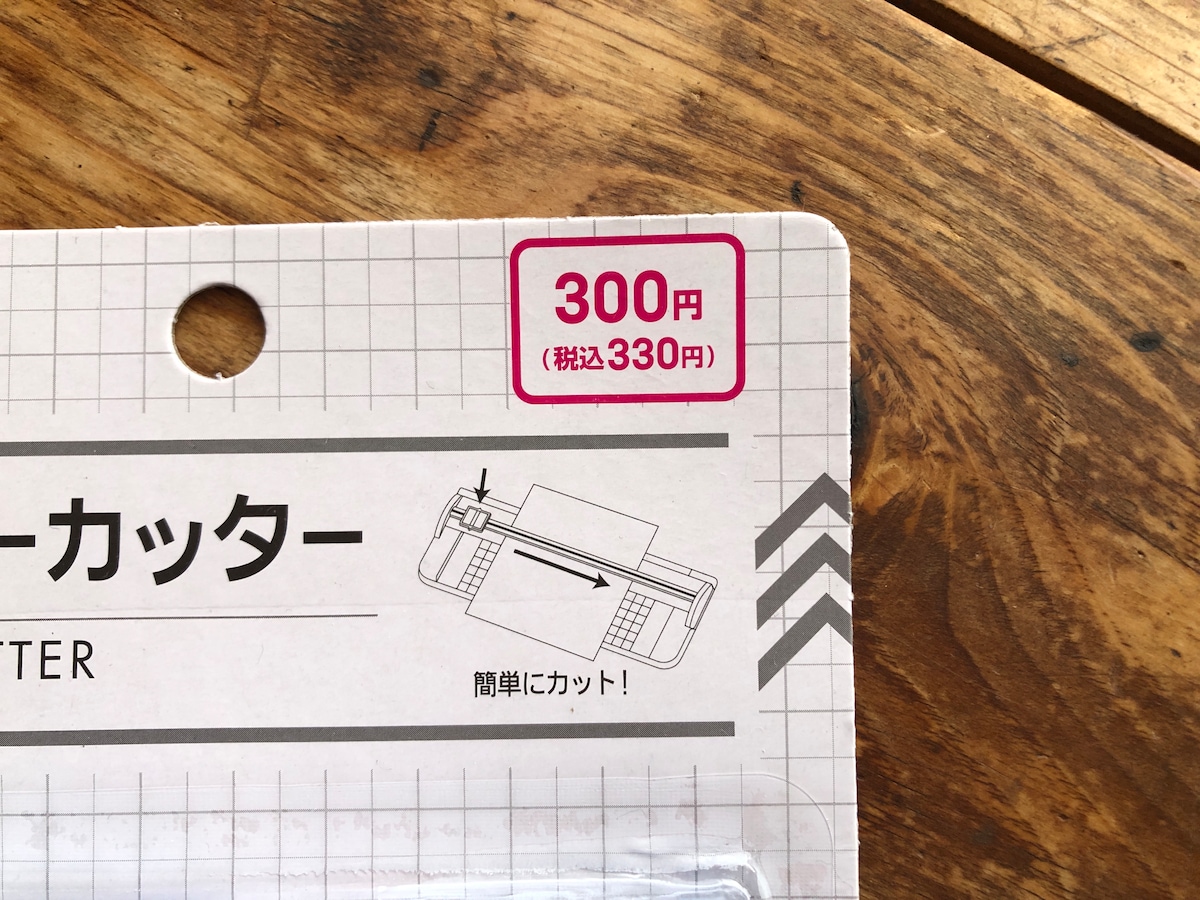 300円
(税込330円)
ーカッター
TTER
簡単にカット!